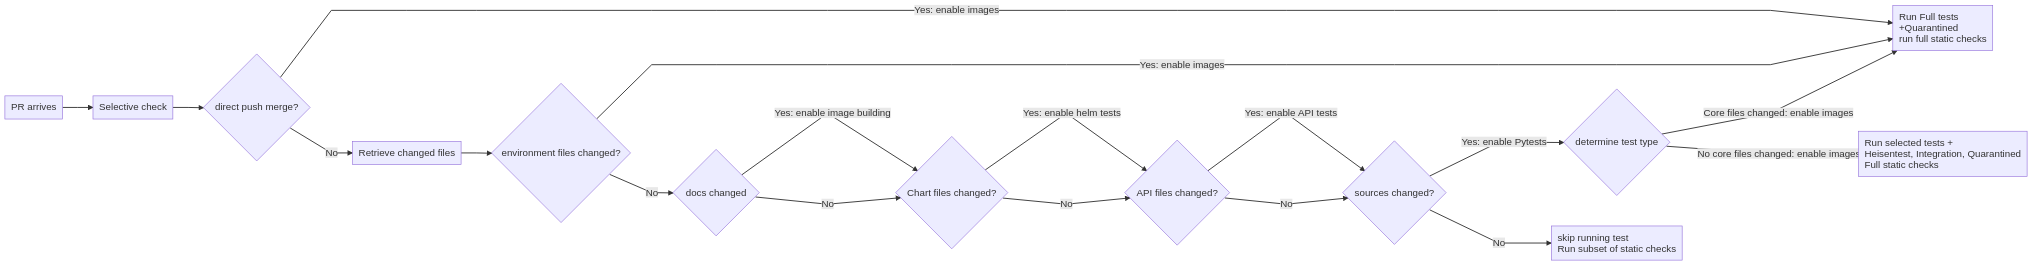 Yes: enable images
Run Full tests
+Quarantined
run full static checks
Yes: enable images
PR arrives
Selective check
direct push merge?
No
Retrieve changed files
environment files changed?
No
docs changed
Yes: enable image building
No
Chart files changed?
Yes: enable helm tests
No
API files changed?
Yes: enable API tests
No
sources changed?
Yes: enable Pytests
determine test type
Core files changed: enable images
No core files changed: enable images
Run selected tests +
Heisentest, Integration, Quarantined
Full static checks
No
skip running test
Run subset of static checks